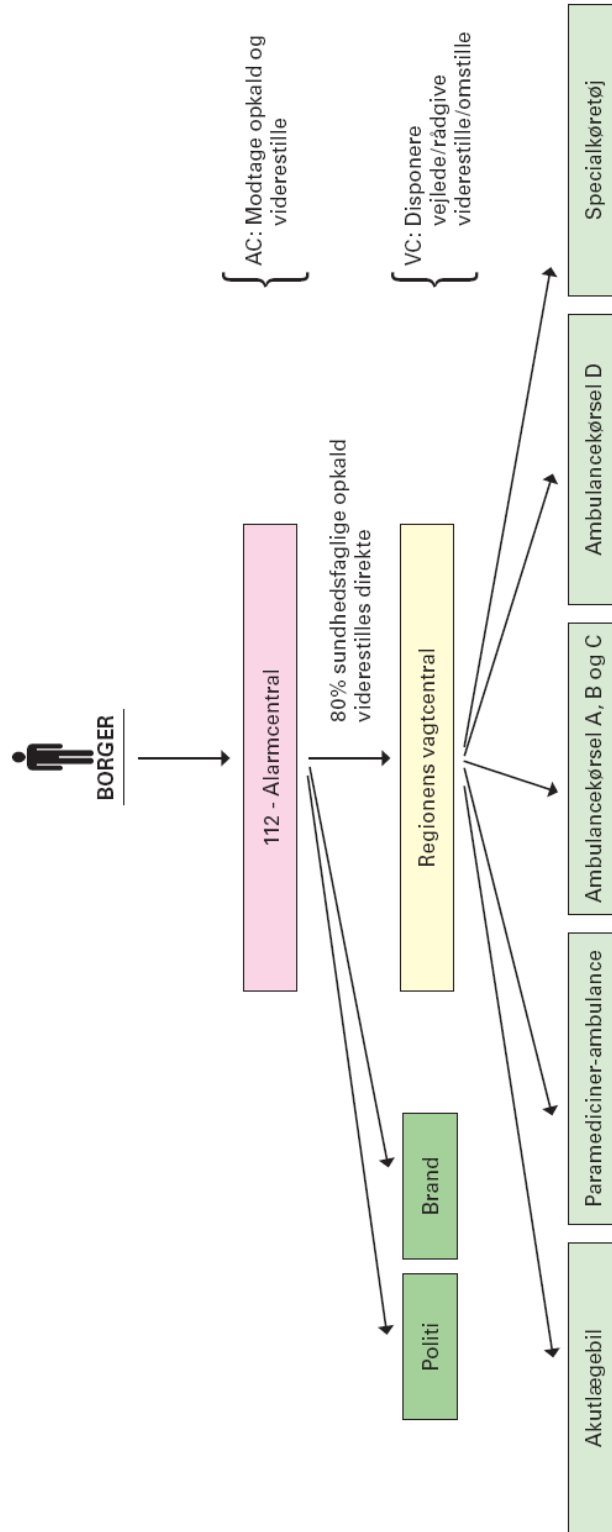 BORGER
112 - Alarmcentral
AC: Modtage opkald og
viderestille
80% sundhedsfaglige opkald
viderestilles direkte
Politi
Brand
Regionens vagtcentral
VC: Disponere
vejlede/rådgive
viderestille/omstille
Akutlægebil
Paramediciner-ambulance
Ambulancekørsel A, B og C
Ambulancekørsel D
Specialkøretøj